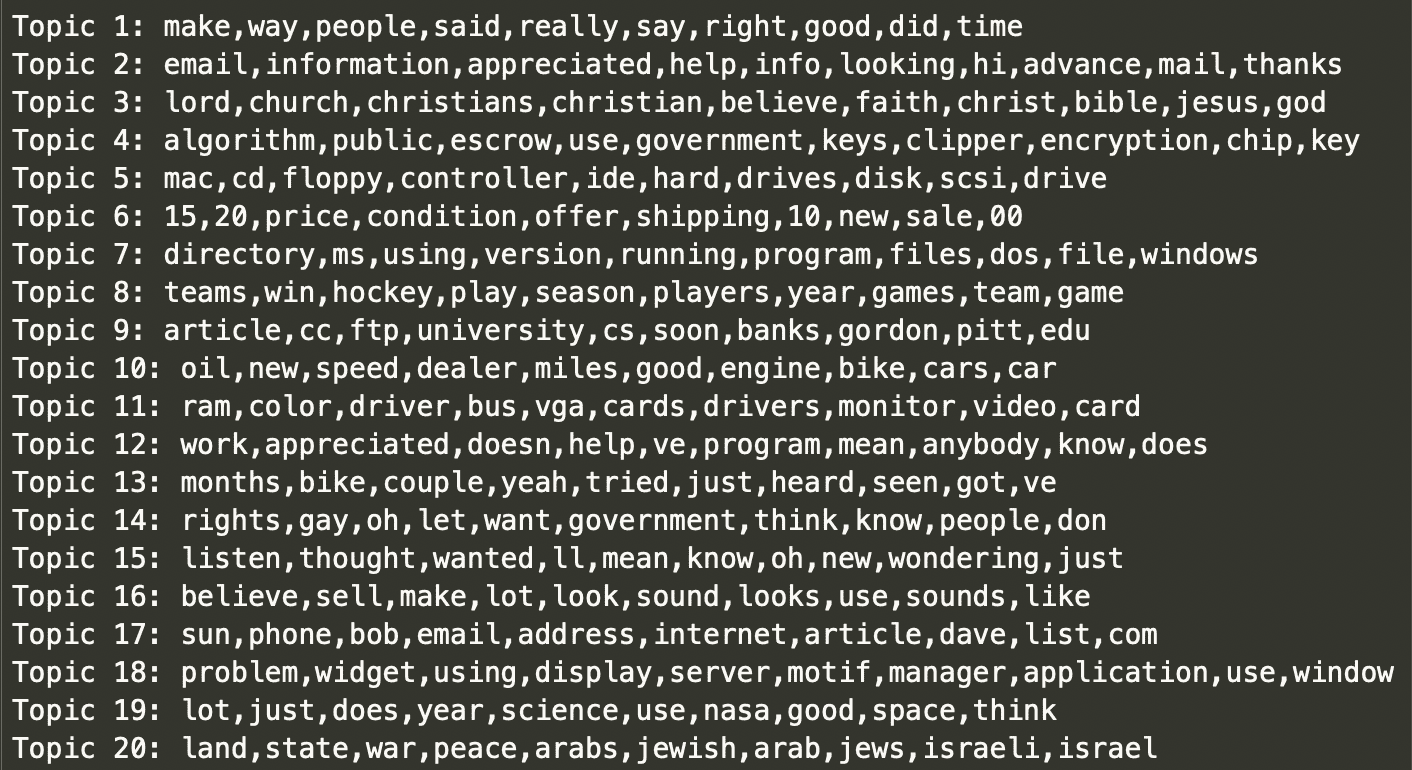 Topic 1: make,way,people,said,really,say,right,good,did,time
Topic 2: email,information,appreciated,help,info,looking,hi,advance,mail,thanks
Topic 3: lord,church,christians,christian,believe,faith,christ,bible,jesus,god
Topic 4: algorithm,public,escrow,use,government,keys,clipper,encryption,chip,key
Topic 5: mac,cd,floppy,controller,ide,hard,drives,disk,scsi,drive
Topic 6: 15,20,price,condition,offer,shipping,10,new,sale,00
Topic 7: directory,ms,using,version,running,program,files,dos,file,windows
Topic 8: teams,win,hockey,play,season,players,year,games,team,game
Topic 9: article,cc,ftp,university,cs,soon,banks,gordon,pitt,edu
Topic 10: oil,new,speed,dealer,miles,good,engine,bike,cars,car
Topic 11: ram,color,driver,bus,vga,cards,drivers,monitor,video,card
Topic 12: work,appreciated,doesn,help,ve,program,mean,anybody,know,does
Topic 13: months,bike,couple,yeah,tried,just,heard,seen,got,ve
Topic 14: rights,gay,oh,let,want,government,think,know,people,don
Topic 15: listen,thought,wanted,ll,mean,know,oh,new,wondering,just
Topic 16: believe,sell,make,lot,look,sound,looks,use,sounds,like
Topic 17: sun,phone,bob,email,address,internet,article,dave,list,com
Topic 18: problem,widget,using,display,server,motif,manager,application,use,window
Topic 19: lot,just,does,year,science,use,nasa,good,space,think
Topic 20: land,state,war,peace,arabs,jewish,arab,jews,israeli,israel